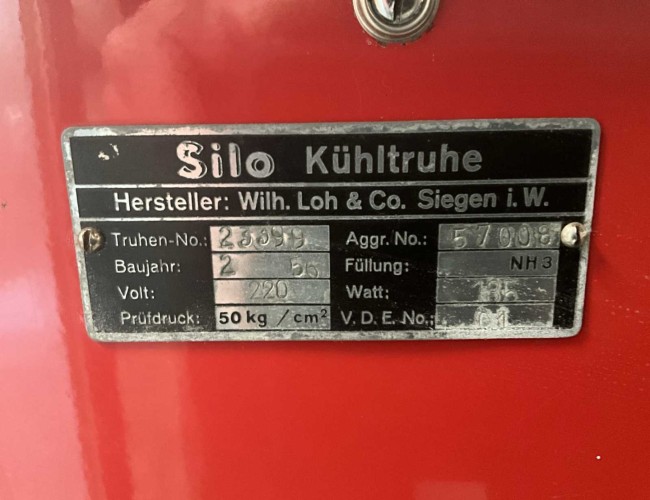 Silo Kühltruhe
Hersteller: Wilh. Loh & Co. Siegen i. W.
Truhen-No.: Aggr. No.: 57008
Baujahr: 2 56 Füllung: NH3
Volt: 220 Watt:
Prüfdruck: 50 kg / cm² V. D. E. No.: